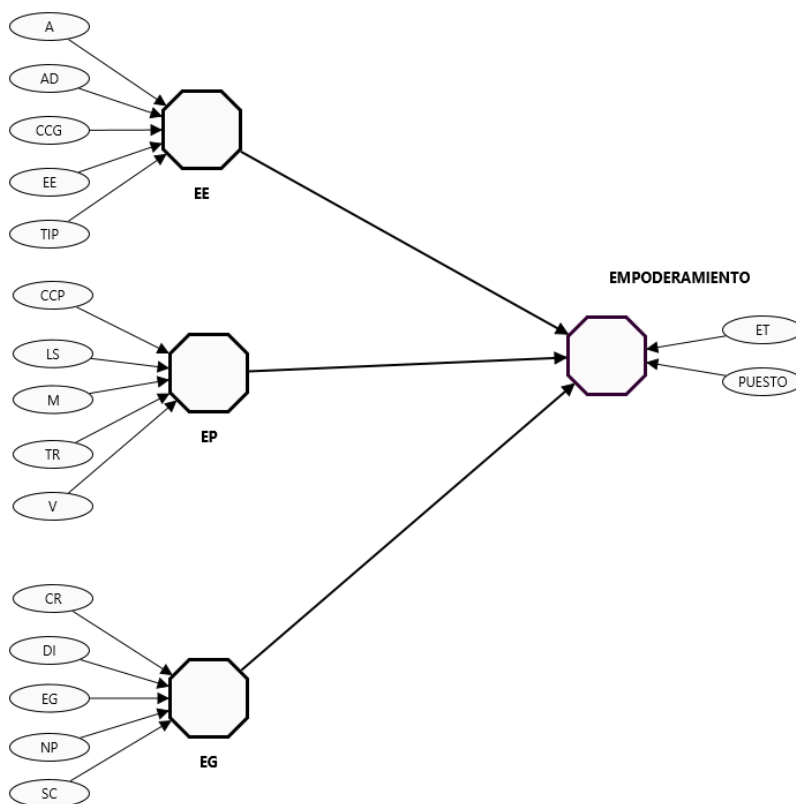 A
AD
CCG
EE
TIP
EE
CCP
LS
M
TR
V
EP
CR
DI
EG
NP
SC
EG
EMPODERAMIENTO
ET
PUESTO